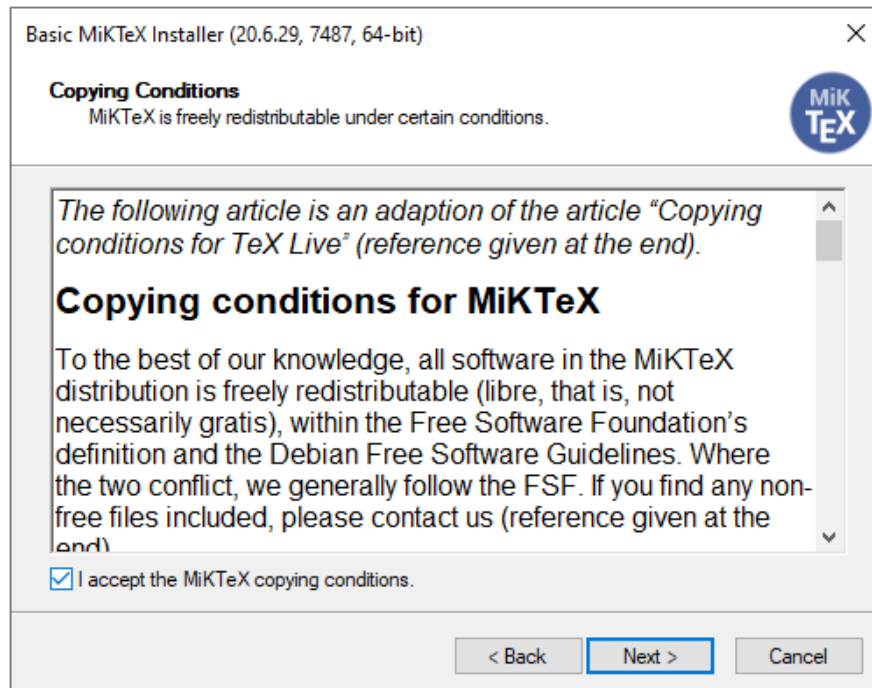 Basic MiKTeX Installer (20.6.29, 7487, 64-bit)
Copying Conditions
MiKTeX is freely redistributable under certain conditions.
MiK
TEX
The following article is an adaption of the article “Copying
conditions for TeX Live” (reference given at the end).
Copying conditions for MiKTeX
To the best of our knowledge, all software in the MiKTeX
distribution is freely redistributable (libre, that is, not
necessarily gratis), within the Free Software Foundation’s
definition and the Debian Free Software Guidelines. Where
the two conflict, we generally follow the FSF. If you find any non-
free files included, please contact us (reference given at the
end)
I accept the MiKTeX copying conditions.
< Back Next > Cancel